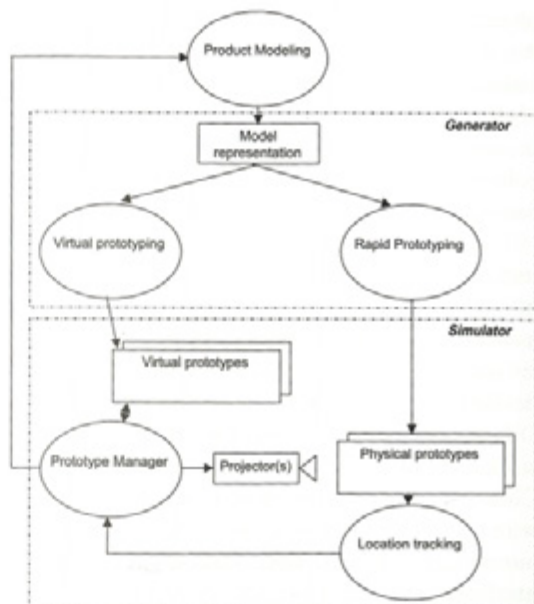 Product Modeling
Generator
Model
representation
Virtual prototyping
Rapid Prototyping
Simulator
Virtual prototypes
Prototype Manager
Projector(s)
Physical prototypes
Location tracking